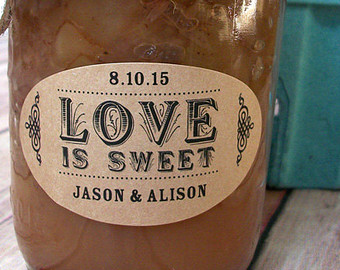 8.10.15
LOVE
IS SWEET
JASON & ALISON